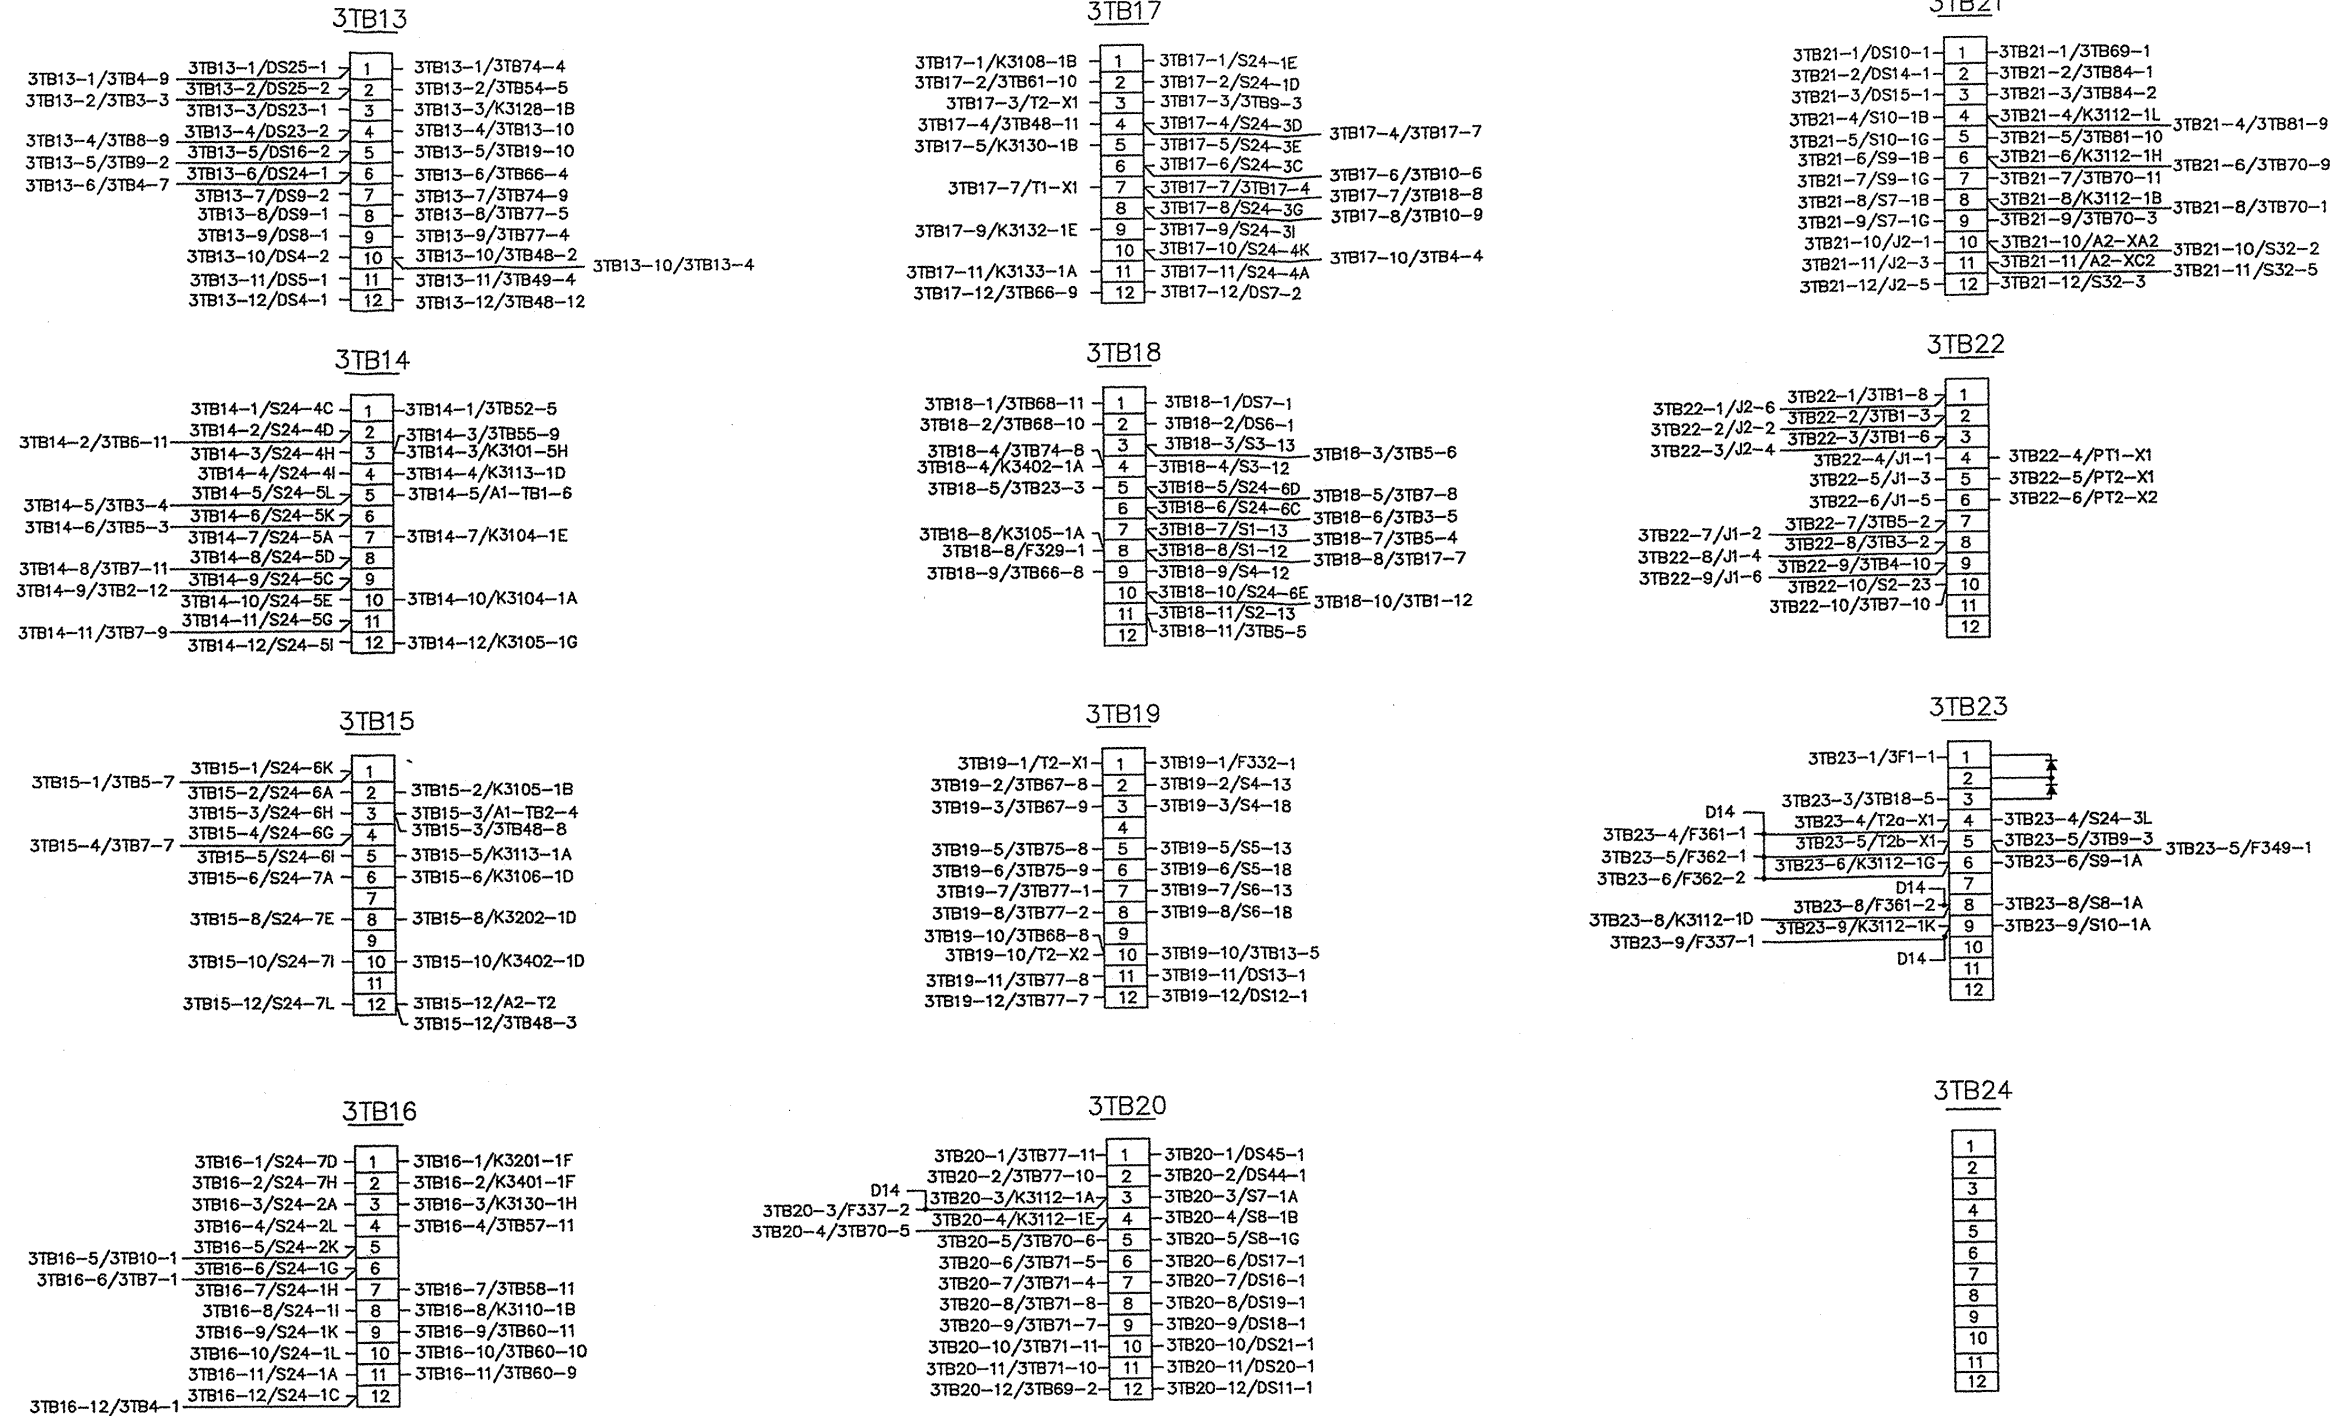 3TB13
3TB13-1/DS25-1
1
3TB13-1/3TB74-4
3TB13-1/3TB4-9
3TB13-2/DS25-2
2
3TB13-2/3TB54-5
3TB13-2/3TB3-3
3TB13-3/DS23-1
3
3TB13-3/K3128-1B
3TB13-4/DS23-2
4
3TB13-4/3TB13-10
3TB13-4/3TB8-9
3TB13-5/DS16-2
5
3TB13-5/3TB19-10
3TB13-5/3TB9-2
3TB13-6/DS24-1
6
3TB13-6/3TB66-4
3TB13-6/3TB4-7
3TB13-7/DS9-2
7
3TB13-7/3TB74-9
3TB13-8/DS9-1
8
3TB13-8/3TB77-5
3TB13-9/DS8-1
9
3TB13-9/3TB77-4
3TB13-10/DS4-2
10
3TB13-10/3TB48-2
3TB13-10/3TB13-4
3TB13-11/DS5-1
11
3TB13-11/3TB49-4
3TB13-12/DS4-1
12
3TB13-12/3TB48-12
3TB14
3TB14-1/S24-4C
1
3TB14-1/3TB52-5
3TB14-2/S24-4D
2
3TB14-2/3TB6-11
3TB14-3/3TB55-9
3TB14-3/S24-4H
3
3TB14-3/K3101-5H
3TB14-4/S24-4I
4
3TB14-4/K3113-1D
3TB14-5/S24-5L
5
3TB14-5/A1-TB1-6
3TB14-5/3TB3-4
3TB14-6/S24-5K
6
3TB14-6/3TB5-3
3TB14-7/S24-5A
7
3TB14-7/K3104-1E
3TB14-8/S24-5D
8
3TB14-8/3TB7-11
3TB14-9/S24-5C
9
3TB14-9/3TB2-12
3TB14-10/S24-5E
10
3TB14-10/K3104-1A
3TB14-11/S24-5G
11
3TB14-11/3TB7-9
3TB14-12/S24-5I
12
3TB14-12/K3105-1G
3TB15
3TB15-1/S24-6K
1
3TB15-1/3TB5-7
3TB15-2/S24-6A
2
3TB15-2/K3105-1B
3TB15-3/S24-6H
3
3TB15-3/A1-TB2-4
3TB15-3/3TB48-8
3TB15-4/S24-6G
4
3TB15-4/3TB7-7
3TB15-5/S24-6I
5
3TB15-5/K3113-1A
3TB15-6/S24-7A
6
3TB15-6/K3106-1D
7
3TB15-8/S24-7E
8
3TB15-8/K3202-1D
9
3TB15-10/S24-7I
10
3TB15-10/K3402-1D
11
3TB15-12/S24-7L
12
3TB15-12/A2-T2
3TB15-12/3TB48-3
3TB16
3TB16-1/S24-7D
1
3TB16-1/K3201-1F
3TB16-2/S24-7H
2
3TB16-2/K3401-1F
3TB16-3/S24-2A
3
3TB16-3/K3130-1H
3TB16-4/S24-2L
4
3TB16-4/3TB57-11
3TB16-5/S24-2K
5
3TB16-5/3TB10-1
3TB16-6/S24-1G
6
3TB16-6/3TB7-1
3TB16-7/S24-1H
7
3TB16-7/3TB58-11
3TB16-8/S24-1I
8
3TB16-8/K3110-1B
3TB16-9/S24-1K
9
3TB16-9/3TB60-11
3TB16-10/S24-1L
10
3TB16-10/3TB60-10
3TB16-11/S24-1A
11
3TB16-11/3TB60-9
3TB16-12/S24-1C
12
3TB16-12/3TB4-1
3TB17
3TB17-1/K3108-1B
1
3TB17-1/S24-1E
3TB17-2/3TB61-10
2
3TB17-2/S24-1D
3TB17-3/T2-X1
3
3TB17-3/3TB9-3
3TB17-4/3TB48-11
4
3TB17-4/S24-3D
3TB17-4/3TB17-7
3TB17-5/K3130-1B
5
3TB17-5/S24-3E
6
3TB17-6/S24-3C
3TB17-6/3TB10-6
3TB17-7/T1-X1
7
3TB17-7/3TB17-4
3TB17-7/3TB18-8
8
3TB17-8/S24-3G
3TB17-8/3TB10-9
3TB17-9/K3132-1E
9
3TB17-9/S24-3I
10
3TB17-10/S24-4K
3TB17-10/3TB4-4
3TB17-11/K3133-1A
11
3TB17-11/S24-4A
3TB17-12/3TB66-9
12
3TB17-12/DS7-2
3TB18
3TB18-1/3TB68-11
1
3TB18-1/DS7-1
3TB18-2/3TB68-10
2
3TB18-2/DS6-1
3
3TB18-3/S3-13
3TB18-3/3TB5-6
3TB18-4/3TB74-8
3TB18-4/K3402-1A
4
3TB18-4/S3-12
3TB18-5/3TB23-3
5
3TB18-5/S24-6D
3TB18-5/3TB7-8
6
3TB18-6/S24-6C
3TB18-6/3TB3-5
7
3TB18-7/S1-13
3TB18-7/3TB5-4
3TB18-8/K3105-1A
3TB18-8/F329-1
8
3TB18-8/S1-12
3TB18-8/3TB17-7
3TB18-9/3TB66-8
9
3TB18-9/S4-12
10
3TB18-10/S24-6E
3TB18-10/3TB1-12
11
3TB18-11/S2-13
12
3TB18-11/3TB5-5
3TB19
3TB19-1/T2-X1
1
3TB19-1/F332-1
3TB19-2/3TB67-8
2
3TB19-2/S4-13
3TB19-3/3TB67-9
3
3TB19-3/S4-18
4
3TB19-5/3TB75-8
5
3TB19-5/S5-13
3TB19-6/3TB75-9
6
3TB19-6/S5-18
3TB19-7/3TB77-1
7
3TB19-7/S6-13
3TB19-8/3TB77-2
8
3TB19-8/S6-18
9
3TB19-10/3TB68-8
3TB19-10/T2-X2
10
3TB19-10/3TB13-5
3TB19-11/3TB77-8
11
3TB19-11/DS13-1
3TB19-12/3TB77-7
12
3TB19-12/DS12-1
3TB20
3TB20-1/3TB77-11
1
3TB20-1/DS45-1
3TB20-2/3TB77-10
2
3TB20-2/DS44-1
D14
3TB20-3/K3112-1A
3
3TB20-3/S7-1A
3TB20-3/F337-2
3TB20-4/K3112-1E
4
3TB20-4/S8-1B
3TB20-4/3TB70-5
3TB20-5/3TB70-6
5
3TB20-5/S8-1G
3TB20-6/3TB71-5
6
3TB20-6/DS17-1
3TB20-7/3TB71-4
7
3TB20-7/DS16-1
3TB20-8/3TB71-8
8
3TB20-8/DS19-1
3TB20-9/3TB71-7
9
3TB20-9/DS18-1
3TB20-10/3TB71-11
10
3TB20-10/DS21-1
3TB20-11/3TB71-10
11
3TB20-11/DS20-1
3TB20-12/3TB69-2
12
3TB20-12/DS11-1
3TB21
3TB21-1/DS10-1
1
3TB21-1/3TB69-1
3TB21-2/DS14-1
2
3TB21-2/3TB84-1
3TB21-3/DS15-1
3
3TB21-3/3TB84-2
3TB21-4/S10-1B
4
3TB21-4/K3112-1L
3TB21-4/3TB81-9
3TB21-5/S10-1G
5
3TB21-5/3TB81-10
3TB21-6/S9-1B
6
3TB21-6/K3112-1H
3TB21-6/3TB70-9
3TB21-7/S9-1G
7
3TB21-7/3TB70-11
3TB21-8/S7-1B
8
3TB21-8/K3112-1B
3TB21-8/3TB70-1
3TB21-9/S7-1G
9
3TB21-9/3TB70-3
3TB21-10/J2-1
10
3TB21-10/A2-XA2
3TB21-10/S32-2
3TB21-11/J2-3
11
3TB21-11/A2-XC2
3TB21-11/S32-5
3TB21-12/J2-5
12
3TB21-12/S32-3
3TB22
3TB22-1/3TB1-8
1
3TB22-1/J2-6
3TB22-2/3TB1-3
2
3TB22-2/J2-2
3TB22-3/3TB1-6
3
3TB22-3/J2-4
3TB22-4/J1-1
4
3TB22-4/PT1-X1
3TB22-5/J1-3
5
3TB22-5/PT2-X1
3TB22-6/J1-5
6
3TB22-6/PT2-X2
3TB22-7/3TB5-2
7
3TB22-7/J1-2
3TB22-8/3TB3-2
8
3TB22-8/J1-4
3TB22-9/3TB4-10
9
3TB22-9/J1-6
3TB22-10/S2-23
10
3TB22-10/3TB7-10
11
12
3TB23
3TB23-1/3F1-1
1
2
3TB23-3/3TB18-5
3
D14
3TB23-4/T2a-X1
4
3TB23-4/S24-3L
3TB23-4/F361-1
3TB23-5/T2b-X1
5
3TB23-5/3TB9-3
3TB23-5/F349-1
3TB23-5/F362-1
3TB23-6/K3112-1G
6
3TB23-6/S9-1A
3TB23-6/F362-2
7
D14
3TB23-8/F361-2
8
3TB23-8/S8-1A
3TB23-8/K3112-1D
3TB23-9/K3112-1K
9
3TB23-9/S10-1A
3TB23-9/F337-1
10
D14
11
12
3TB24
1
2
3
4
5
6
7
8
9
10
11
12